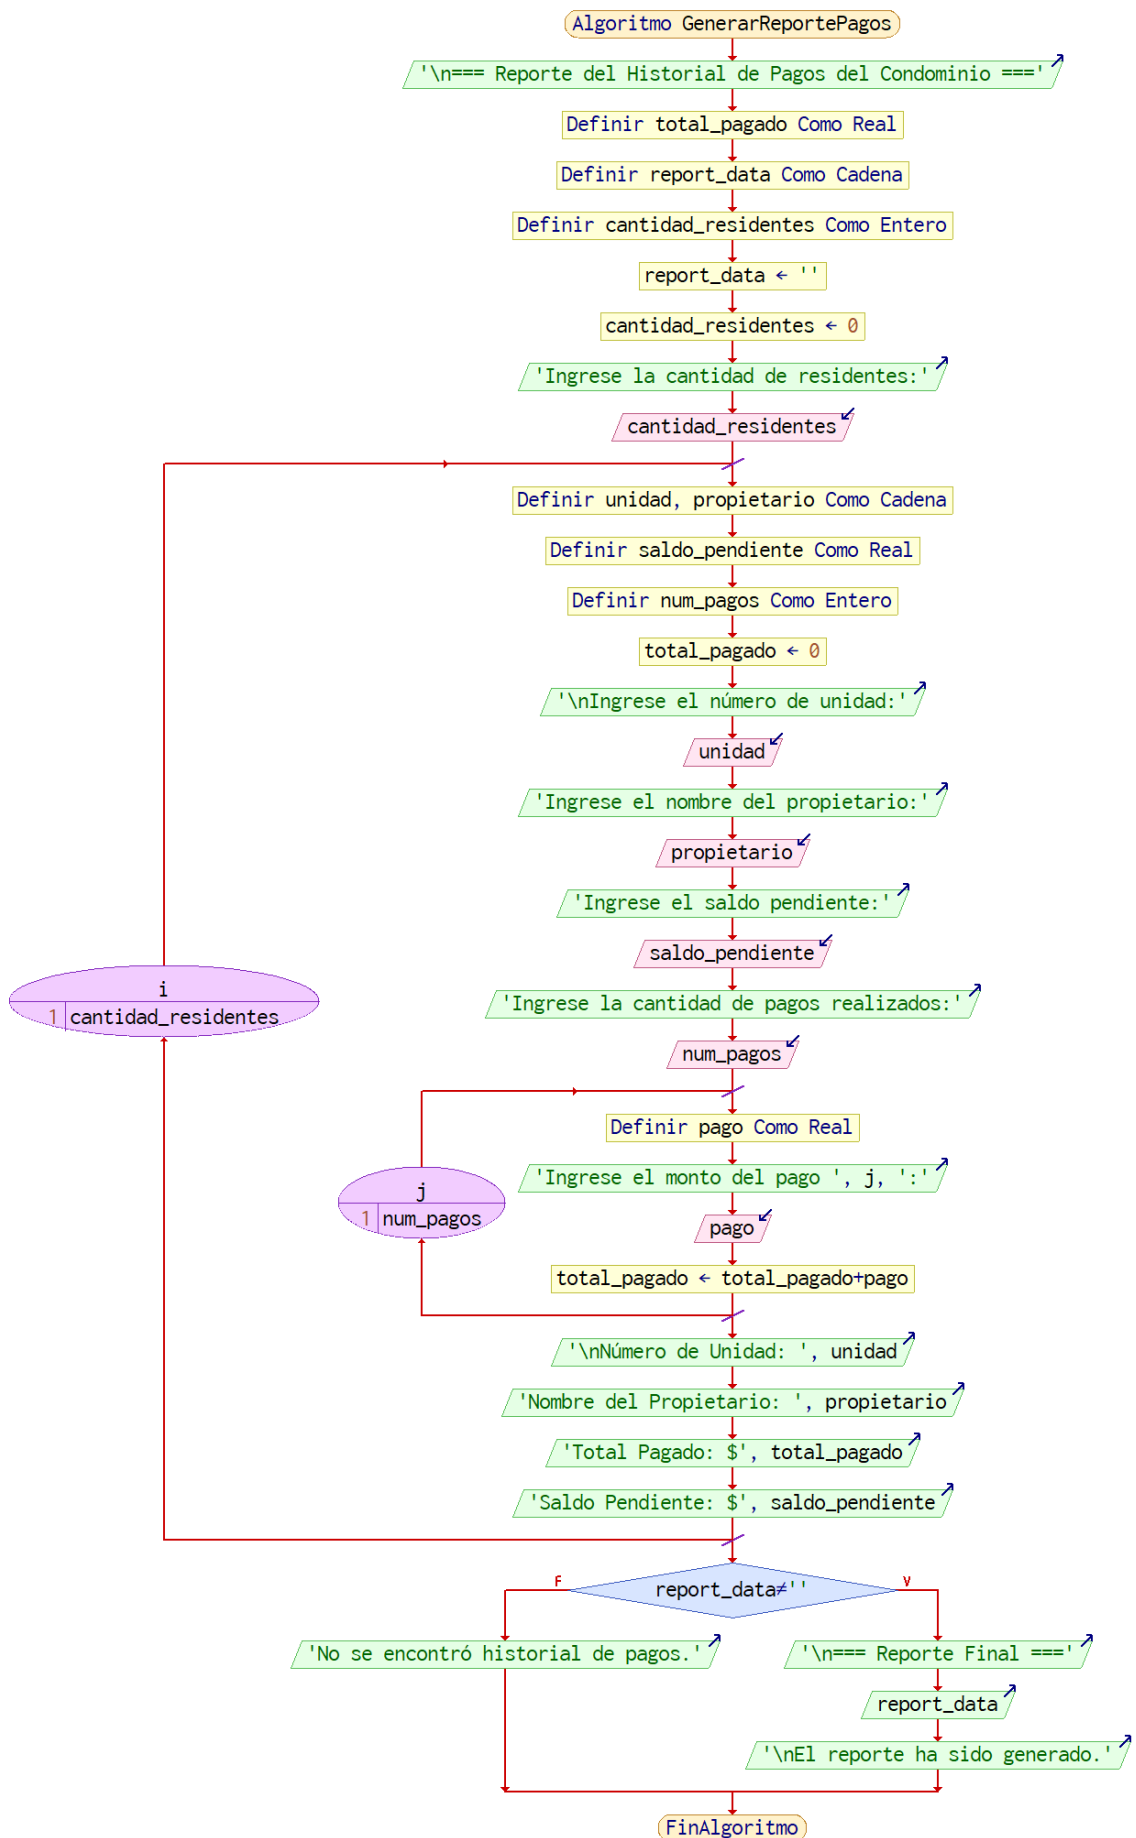 Algoritmo GenerarReportePagos
'\n=== Reporte del Historial de Pagos del Condominio ==='
Definir total_pagado Como Real
Definir report_data Como Cadena
Definir cantidad_residentes Como Entero
report_data ← ''
cantidad_residentes ← 0
'Ingrese la cantidad de residentes:'
cantidad_residentes
Definir unidad, propietario Como Cadena
Definir saldo_pendiente Como Real
Definir num_pagos Como Entero
total_pagado ← 0
'\nIngrese el número de unidad:'
unidad
'Ingrese el nombre del propietario:'
propietario
'Ingrese el saldo pendiente:'
saldo_pendiente
i
1 cantidad_residentes
'Ingrese la cantidad de pagos realizados:'
num_pagos
Definir pago Como Real
'Ingrese el monto del pago ', j, ':'
j
1 num_pagos
pago
total_pagado ← total_pagado+pago
'\nNúmero de Unidad: ', unidad
'Nombre del Propietario: ', propietario
'Total Pagado: $', total_pagado
'Saldo Pendiente: $', saldo_pendiente
F
V
report_data≠''
'No se encontró historial de pagos.'
'\n=== Reporte Final ==='
report_data
'\nEl reporte ha sido generado.'
FinAlgoritmo